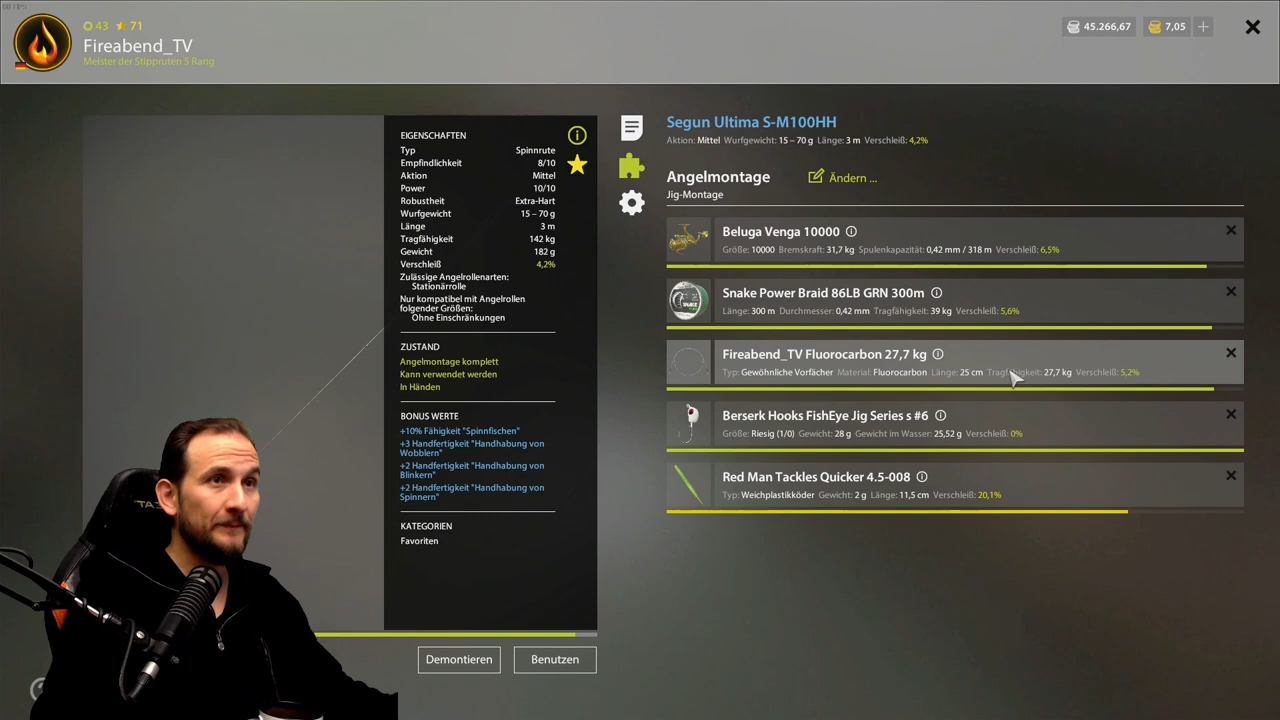 60 FPS
43 71
Fireabend_TV
Meister der Stippruten 5 Rang
45.266,67 7,05 +
EIGENSCHAFTEN
Typ Spinnrute
Empfindlichkeit 8/10
Aktion Mittel
Power 10/10
Robustheit Extra-Hart
Wurfgewicht 15 – 70 g
Länge 3 m
Tragfähigkeit 142 kg
Gewicht 182 g
Verschleiß 4,2%
Zulässige Angelrollenarten:
Stationärrolle
Nur kompatibel mit Angelrollen
folgender Größen:
Ohne Einschränkungen
ZUSTAND
Angelmontage komplett
Kann verwendet werden
In Händen
BONUS WERTE
+10% Fähigkeit "Spinnfischen"
+3 Handfertigkeit "Handhabung von
Wobblern"
+2 Handfertigkeit "Handhabung von
Blinkern"
+2 Handfertigkeit "Handhabung von
Spinnern"
KATEGORIEN
Favoriten
Demontieren Benutzen
Segun Ultima S-M100HH
Aktion: Mittel Wurfgewicht: 15 – 70 g Länge: 3 m Verschleiß: 4,2%
Angelmontage Ändern ...
Jig-Montage
Beluga Venga 10000
Größe: 10000 Bremskraft: 31,7 kg Spulenkapazität: 0,42 mm / 318 m Verschleiß: 6,5%
Snake Power Braid 86LB GRN 300m
Länge: 300 m Durchmesser: 0,42 mm Tragfähigkeit: 39 kg Verschleiß: 5,6%
Fireabend_TV Fluorocarbon 27,7 kg
Typ: Gewöhnliche Vorfächer Material: Fluorocarbon Länge: 25 cm Tragfähigkeit: 27,7 kg Verschleiß: 5,2%
Berserk Hooks FishEye Jig Series s #6
Größe: Riesig (1/0) Gewicht: 28 g Gewicht im Wasser: 25,52 g Verschleiß: 0%
Red Man Tackles Quicker 4.5-008
Typ: Weichplastikköder Gewicht: 2 g Länge: 11,5 cm Verschleiß: 20,1%